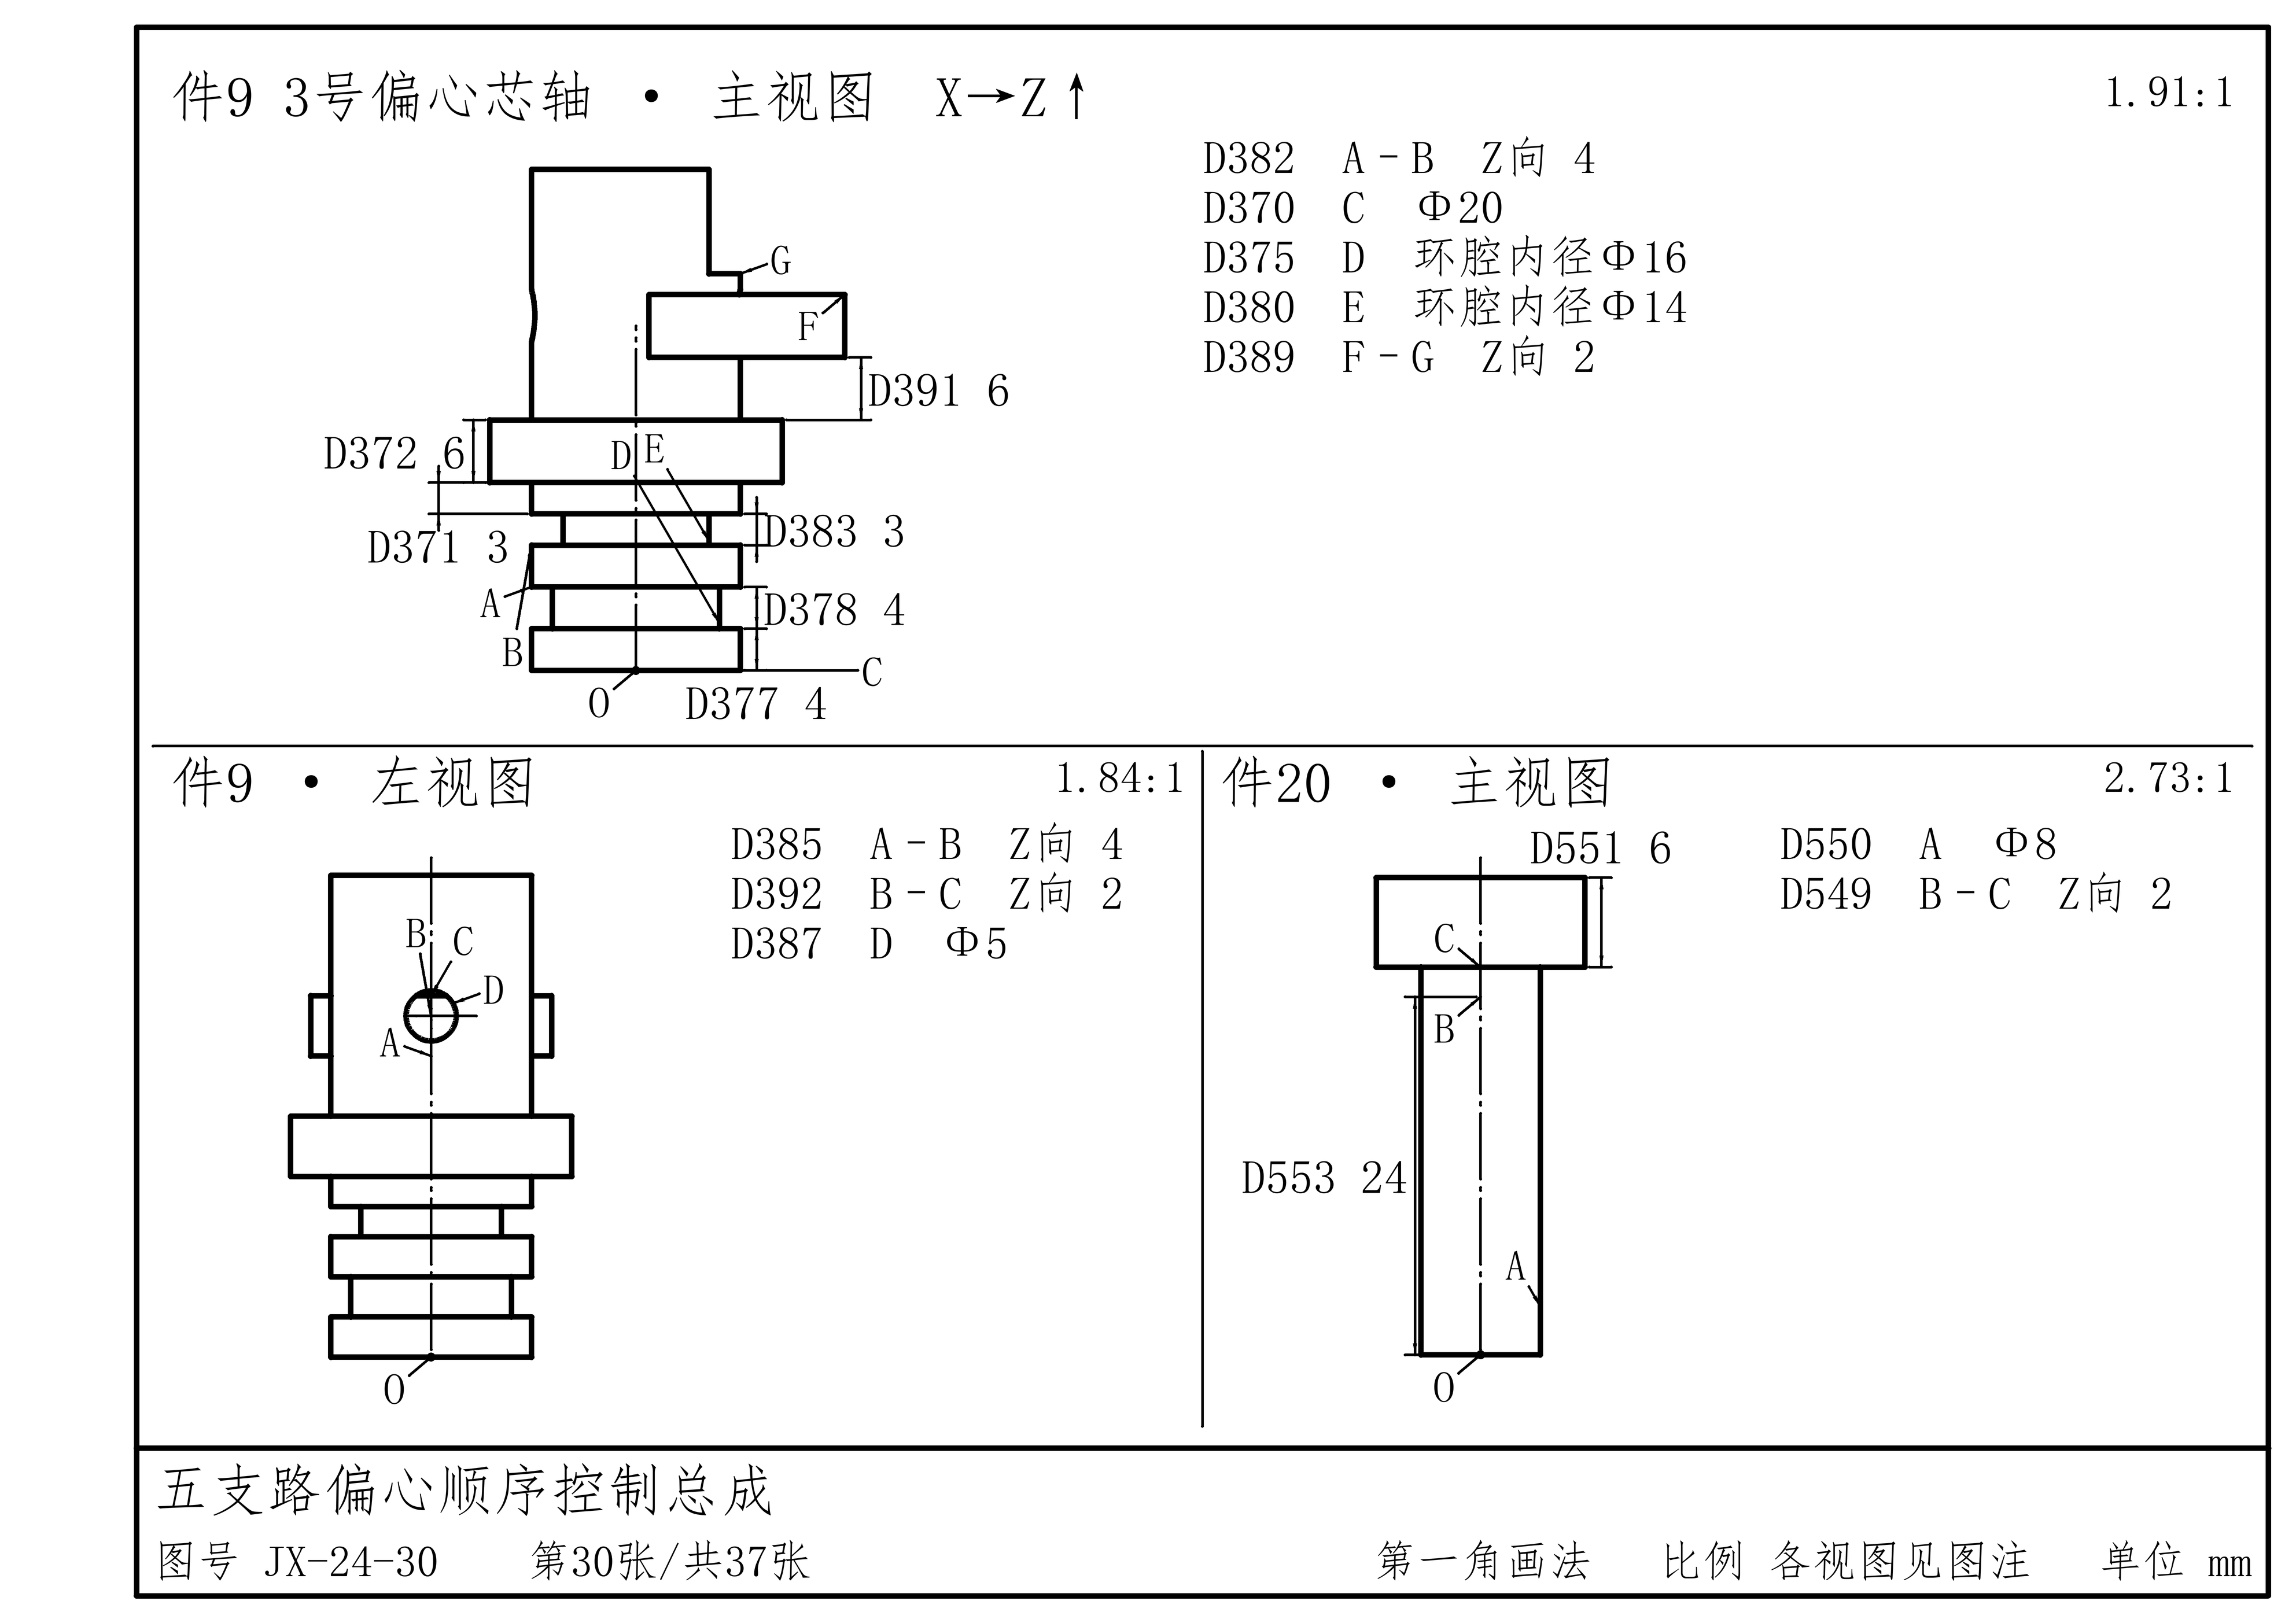 件9 3号偏心芯轴 • 主视图 X→Z↑ 1.91:1
D382 A-B Z向 4
D370 C Φ20
D375 D 环腔内径Φ16
D380 E 环腔内径Φ14
D389 F-G Z向 2
G
F
D391 6
D372 6
D E
D371 3
D383 3
A
D378 4
B
C
O
D377 4
件9 • 左视图 1.84:1
D385 A-B Z向 4
D392 B-C Z向 2
D387 D Φ5
B C
D
A
O
件20 • 主视图 2.73:1
D551 6
D550 A Φ8
D549 B-C Z向 2
C
B
D553 24
A
O
五支路偏心顺序控制总成
图号 JX-24-30 第30张/共37张 第一角画法 比例 各视图见图注 单位 mm